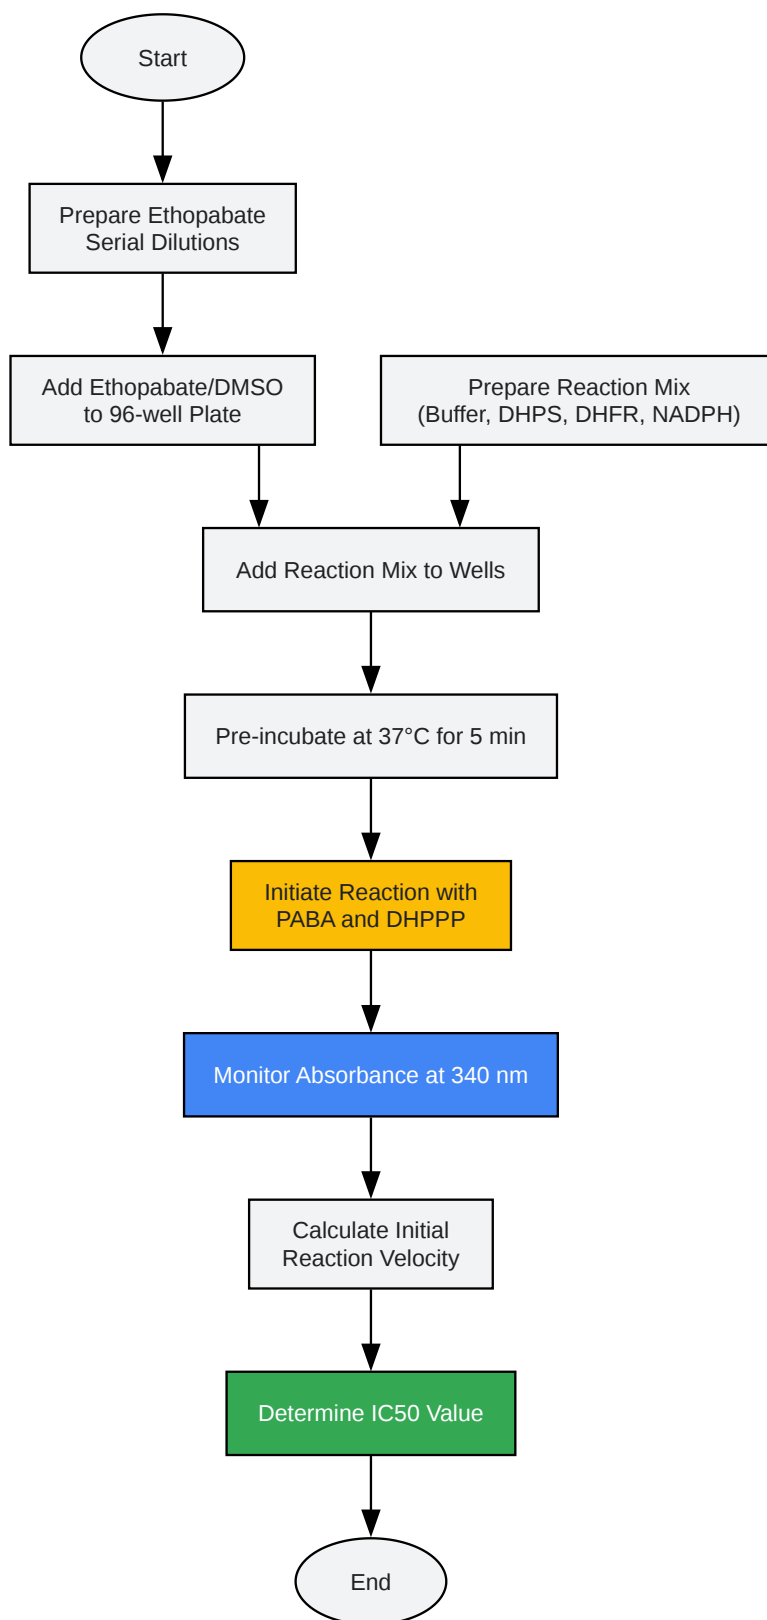 Start
Prepare Ethopabate
Serial Dilutions
Add Ethopabate/DMSO
to 96-well Plate
Prepare Reaction Mix
(Buffer, DHPS, DHFR, NADPH)
Add Reaction Mix to Wells
Pre-incubate at 37°C for 5 min
Initiate Reaction with
PABA and DHPPP
Monitor Absorbance at 340 nm
Calculate Initial
Reaction Velocity
Determine IC50 Value
End